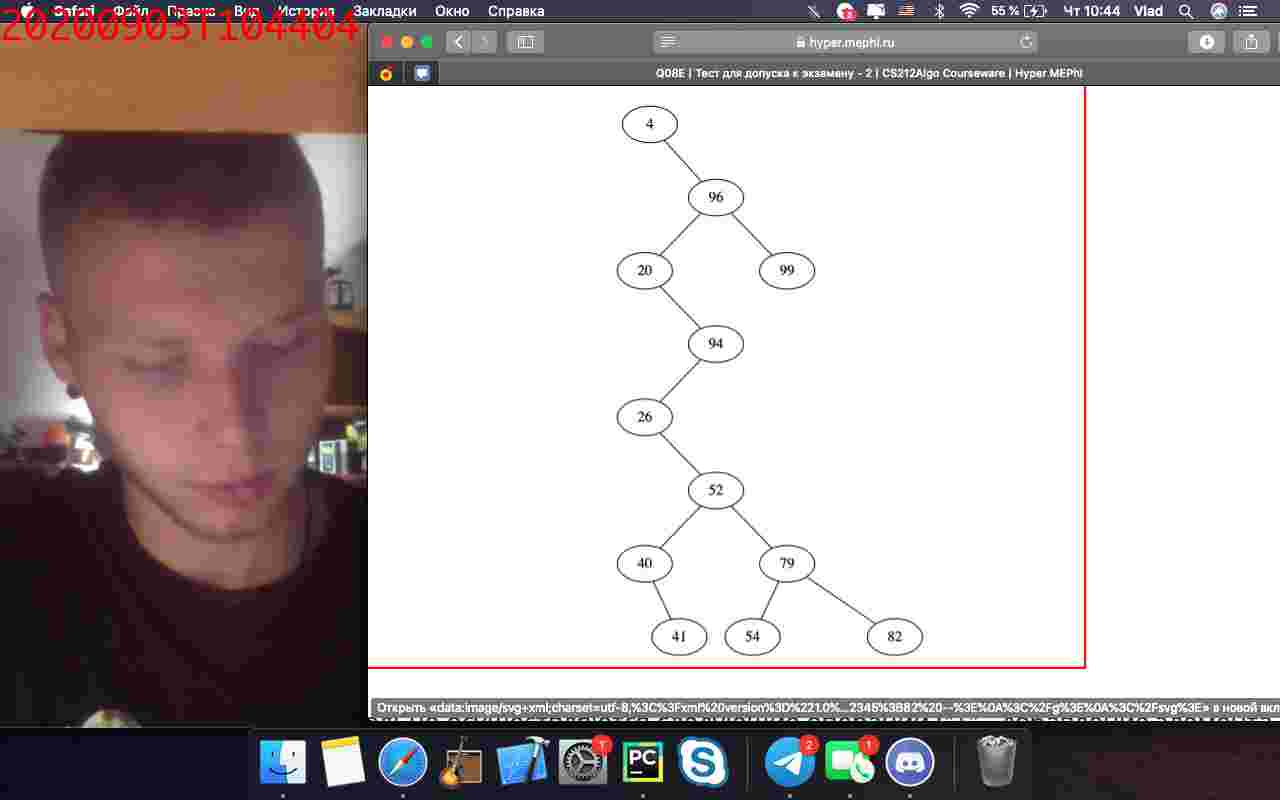 Safari Файл Правка Вид История Закладки Окно Справка 55 % Чт 10:44 Vlad
20200903T104404
hyper.mephi.ru
Q08E | Тест для допуска к экзамену - 2 | CS212Algo Courseware | Hyper.MEPhI
4
96
20 99
94
26
52
40 79
41 54 82
Открыть «data:image/svg+xml;charset=utf-8,%3C%3Fxml%20version%3D%221.0%...2345%3B82%20--%3E%0A%3C%2Fg%3E%0A%3C%2Fsvg%3E» в новой вкл
1 2 1
PC